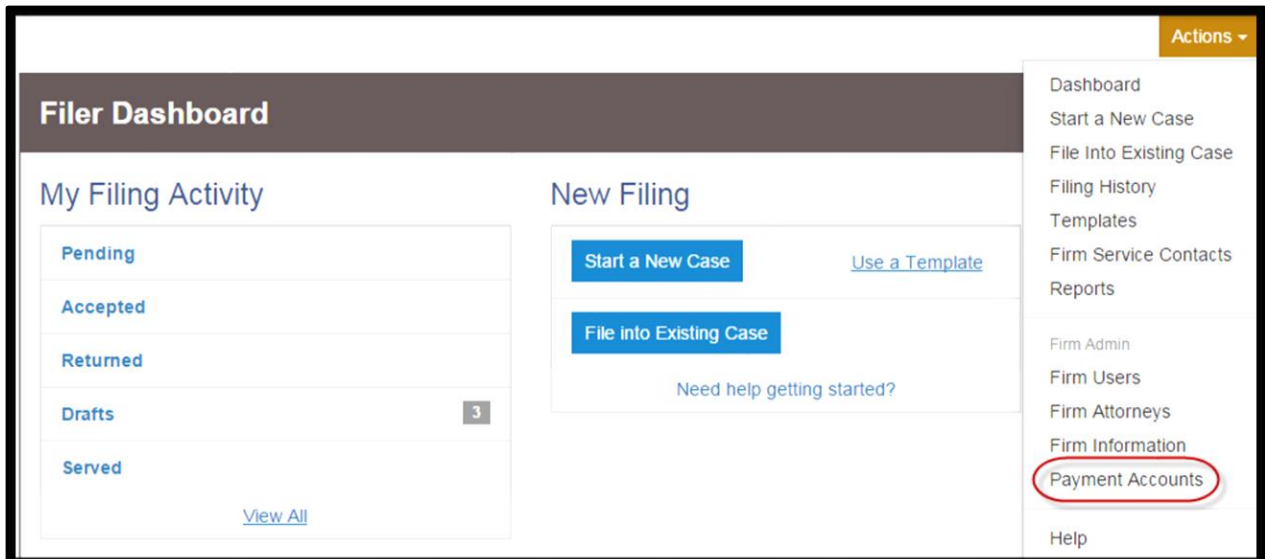 Actions
Filer Dashboard
My Filing Activity
Pending
Accepted
Returned
Drafts 3
Served
View All
New Filing
Start a New Case Use a Template
File into Existing Case
Need help getting started?
Dashboard
Start a New Case
File Into Existing Case
Filing History
Templates
Firm Service Contacts
Reports
Firm Admin
Firm Users
Firm Attorneys
Firm Information
Payment Accounts
Help